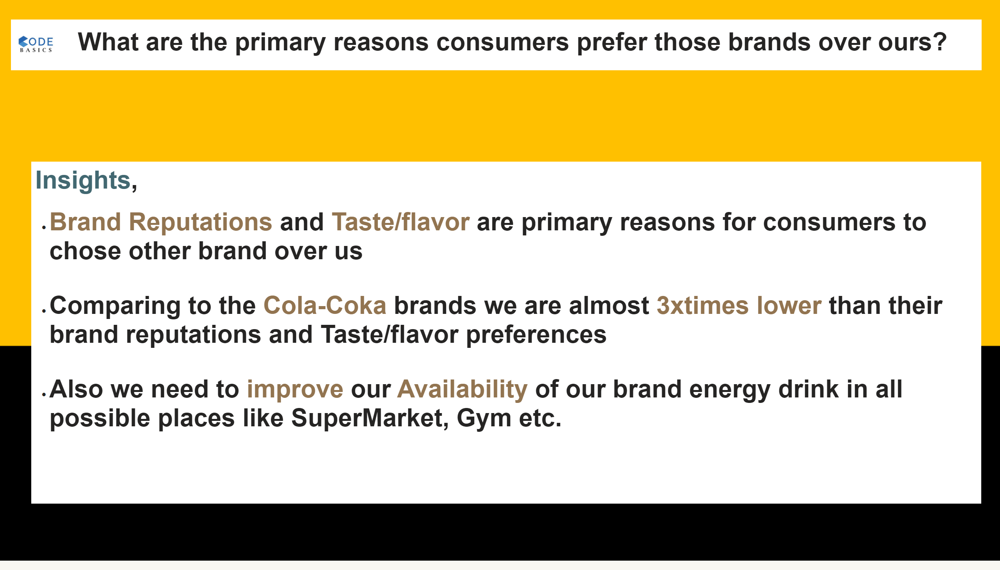 CODE
BASICS
What are the primary reasons consumers prefer those brands over ours?
Insights,
• Brand Reputations and Taste/flavor are primary reasons for consumers to
chose other brand over us
• Comparing to the Cola-Coka brands we are almost 3xtimes lower than their
brand reputations and Taste/flavor preferences
• Also we need to improve our Availability of our brand energy drink in all
possible places like SuperMarket, Gym etc.